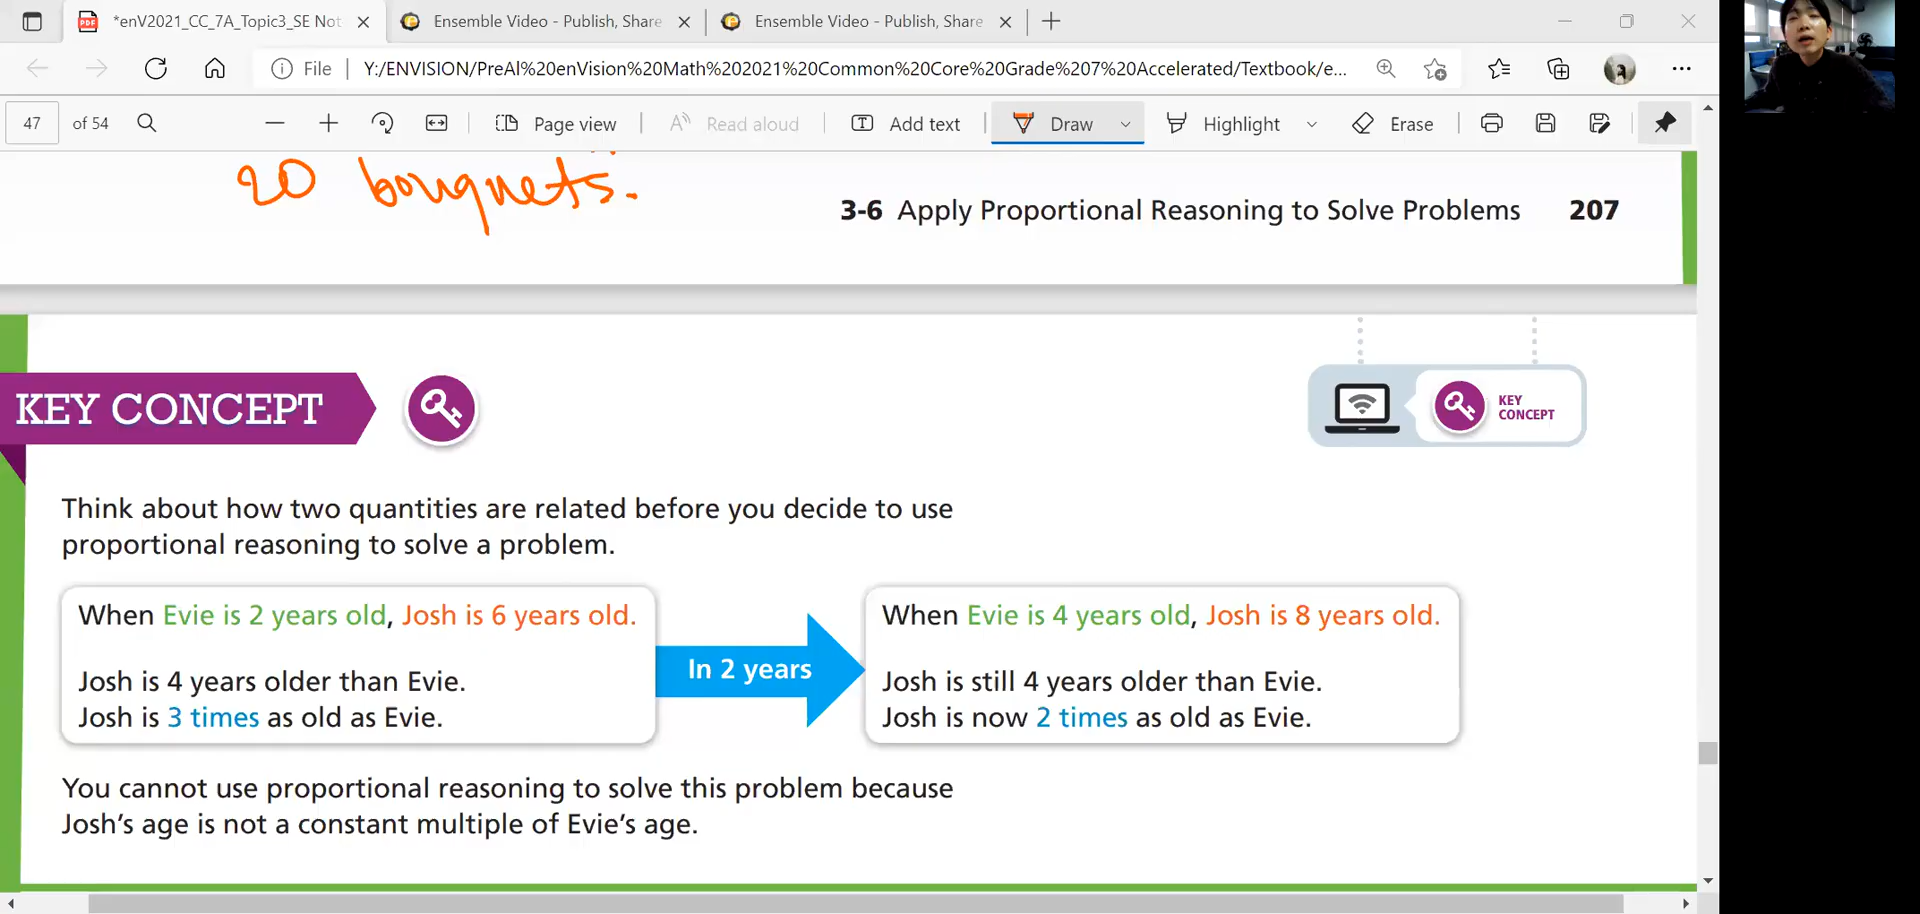 *enV2021_CC_7A_Topic3_SE Not
Ensemble Video - Publish, Share
Ensemble Video - Publish, Share
File
Y:/ENVISION/PreAl%20enVision%20Math%202021%20Common%20Core%20Grade%207%20Accelerated/Textbook/e...
47 of 54
Page view
Read aloud
Add text
Draw
Highlight
Erase
20 bouquets.
3-6 Apply Proportional Reasoning to Solve Problems 207
KEY CONCEPT
KEY
CONCEPT
Think about how two quantities are related before you decide to use
proportional reasoning to solve a problem.
When Evie is 2 years old, Josh is 6 years old.
Josh is 4 years older than Evie.
Josh is 3 times as old as Evie.
In 2 years
When Evie is 4 years old, Josh is 8 years old.
Josh is still 4 years older than Evie.
Josh is now 2 times as old as Evie.
You cannot use proportional reasoning to solve this problem because
Josh's age is not a constant multiple of Evie's age.